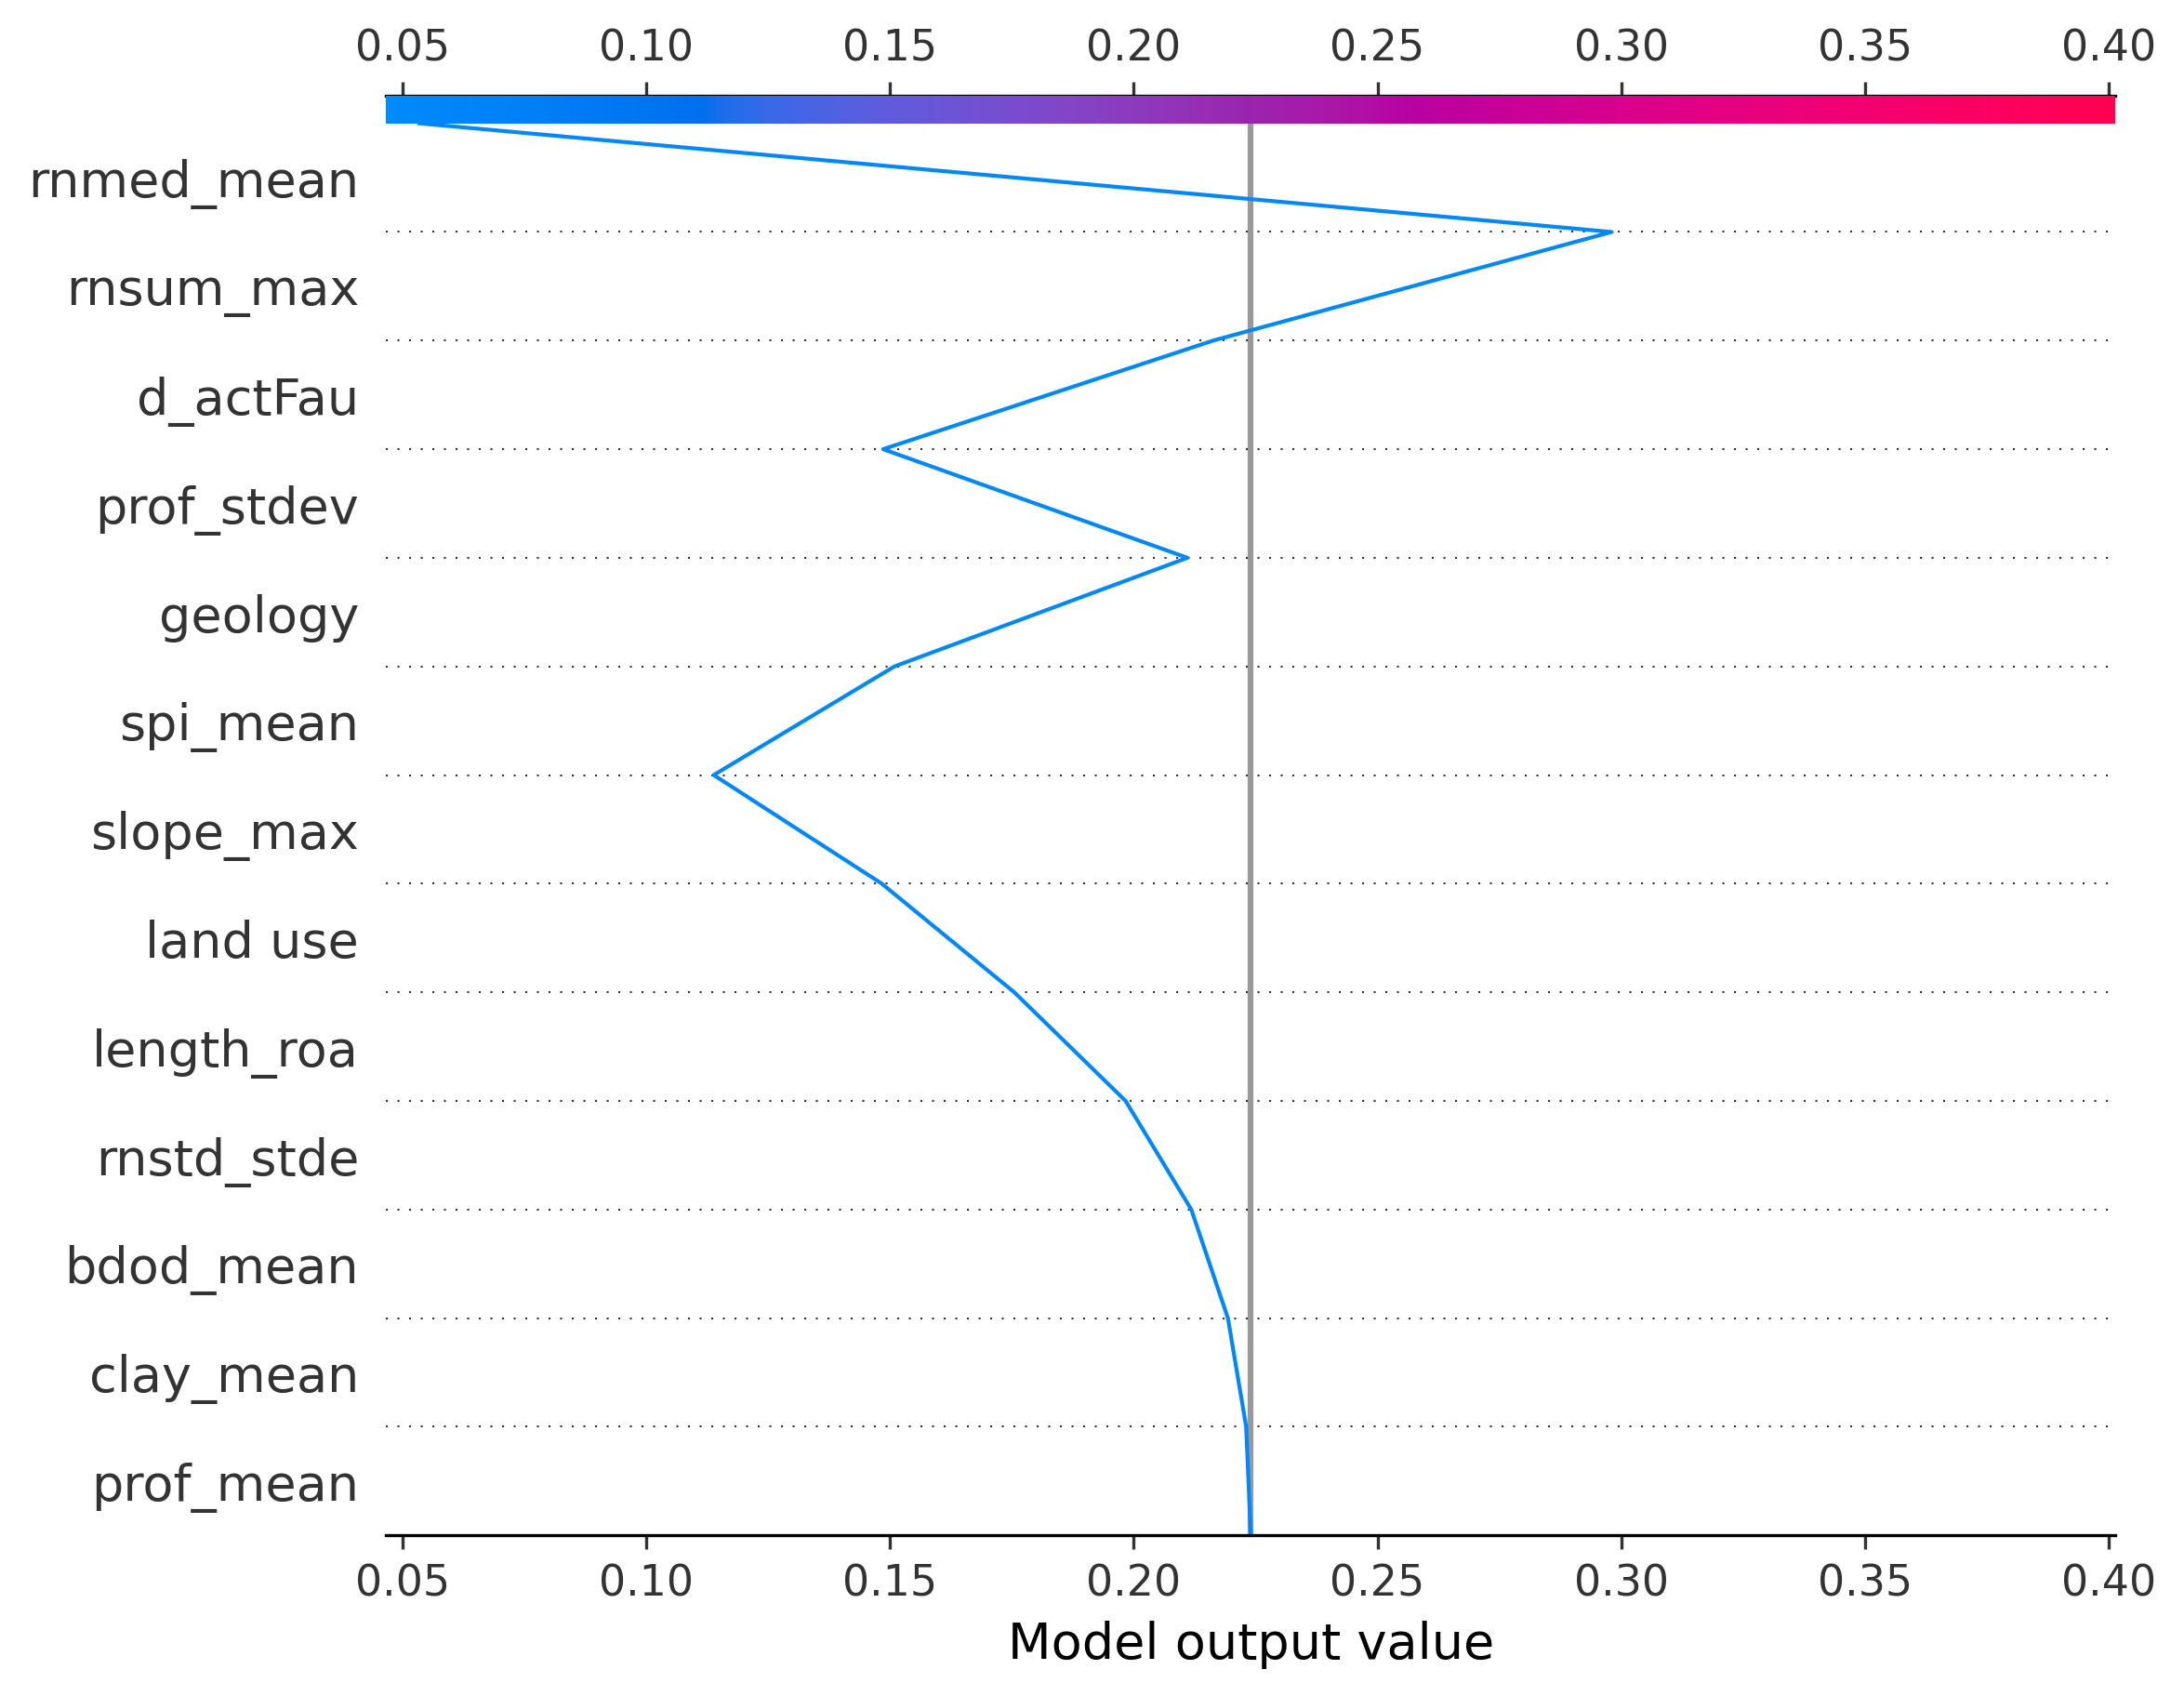 0.05 0.10 0.15 0.20 0.25 0.30 0.35 0.40
rnmed_mean
rnsum_max
d_actFau
prof_stdev
geology
spi_mean
slope_max
land use
length_roa
rnstd_stde
bdod_mean
clay_mean
prof_mean
0.05 0.10 0.15 0.20 0.25 0.30 0.35 0.40
Model output value